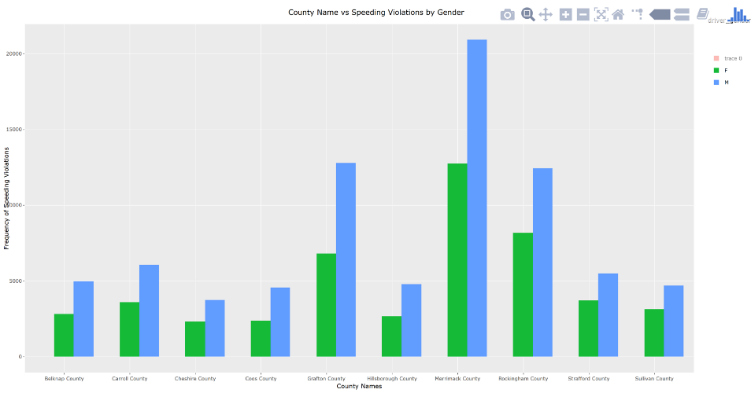 County Name vs Speeding Violations by Gender
trace 0
F
M
20000
15000
10000
5000
0
Frequency of Speeding Violations
Belknap County Carroll County Cheshire County Coos County Grafton County Hillsborough County Merrimack County Rockingham County Strafford County Sullivan County
County Names